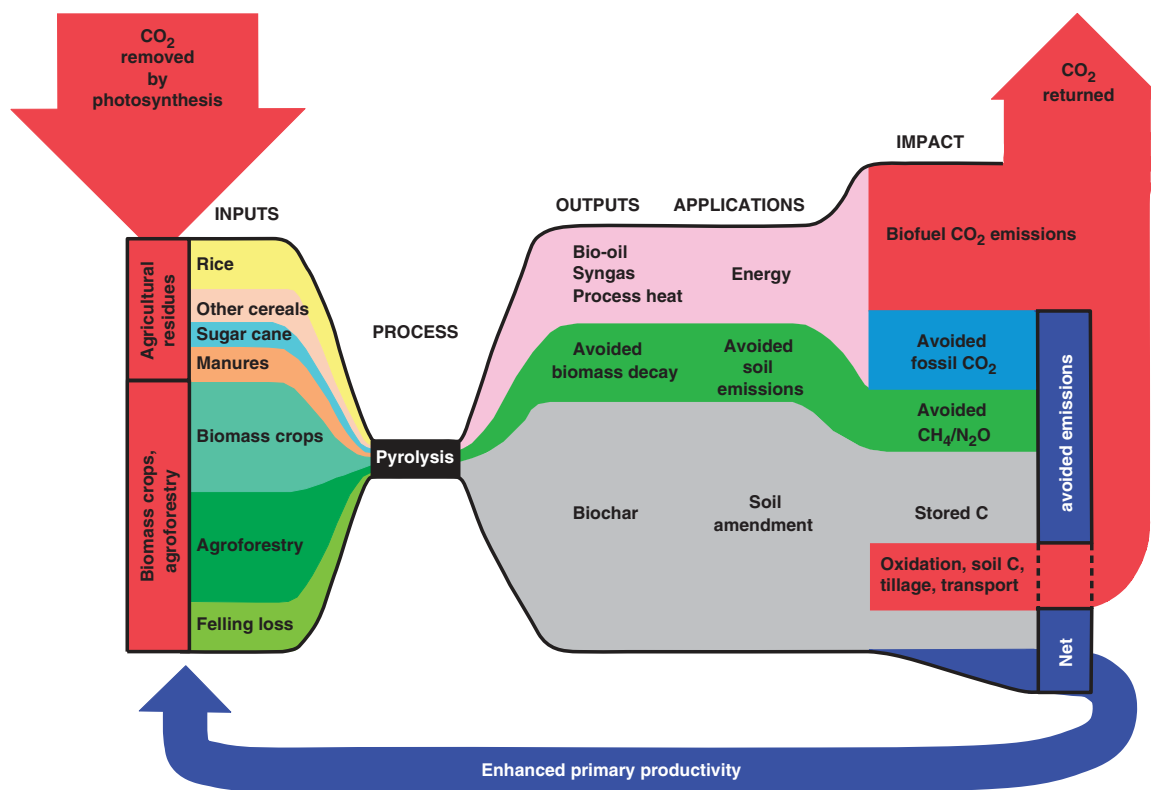 CO₂
removed
by
photosynthesis
CO₂
returned
INPUTS
PROCESS
OUTPUTS
APPLICATIONS
IMPACT
Agricultural
residues
Biomass crops,
agroforestry
Rice
Other cereals
Sugar cane
Manures
Biomass crops
Agroforestry
Felling loss
Pyrolysis
Bio-oil
Syngas
Process heat
Energy
Avoided
biomass decay
Avoided
soil
emissions
Biochar
Soil
amendment
Biofuel CO₂ emissions
Avoided
fossil CO₂
Avoided
CH₄/N₂O
Stored C
Oxidation, soil C,
tillage, transport
avoided emissions
Net
Enhanced primary productivity